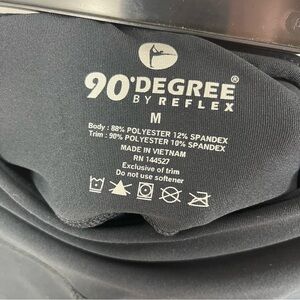 90°DEGREE®
BY REFLEX
M
Body : 88% POLYESTER 12% SPANDEX
Trim : 90% POLYESTER 10% SPANDEX
MADE IN VIETNAM
RN 144527
Exclusive of trim
Do not use softener